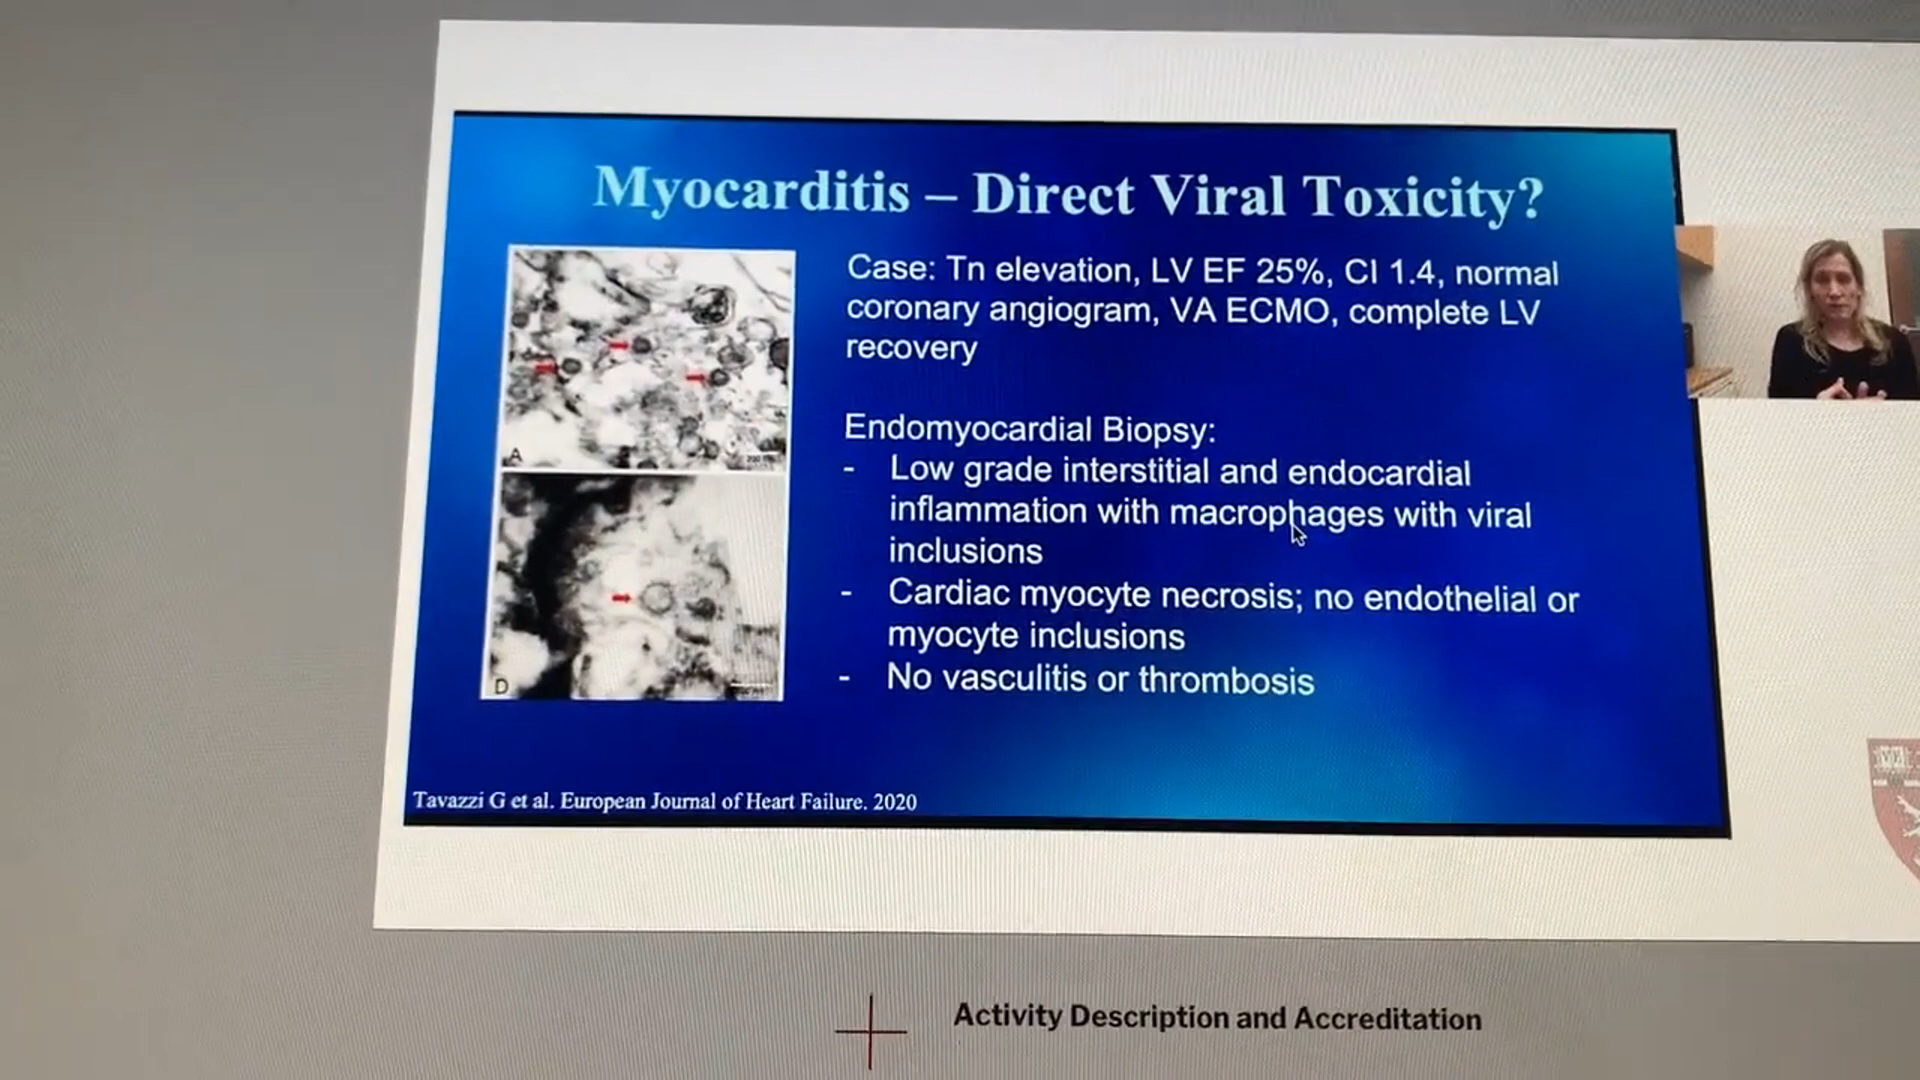 Myocarditis – Direct Viral Toxicity?
Case: Tn elevation, LV EF 25%, CI 1.4, normal
coronary angiogram, VA ECMO, complete LV
recovery
Endomyocardial Biopsy:
- Low grade interstitial and endocardial
inflammation with macrophages with viral
inclusions
- Cardiac myocyte necrosis; no endothelial or
myocyte inclusions
- No vasculitis or thrombosis
A
D
Tavazzi G et al. European Journal of Heart Failure. 2020
Activity Description and Accreditation